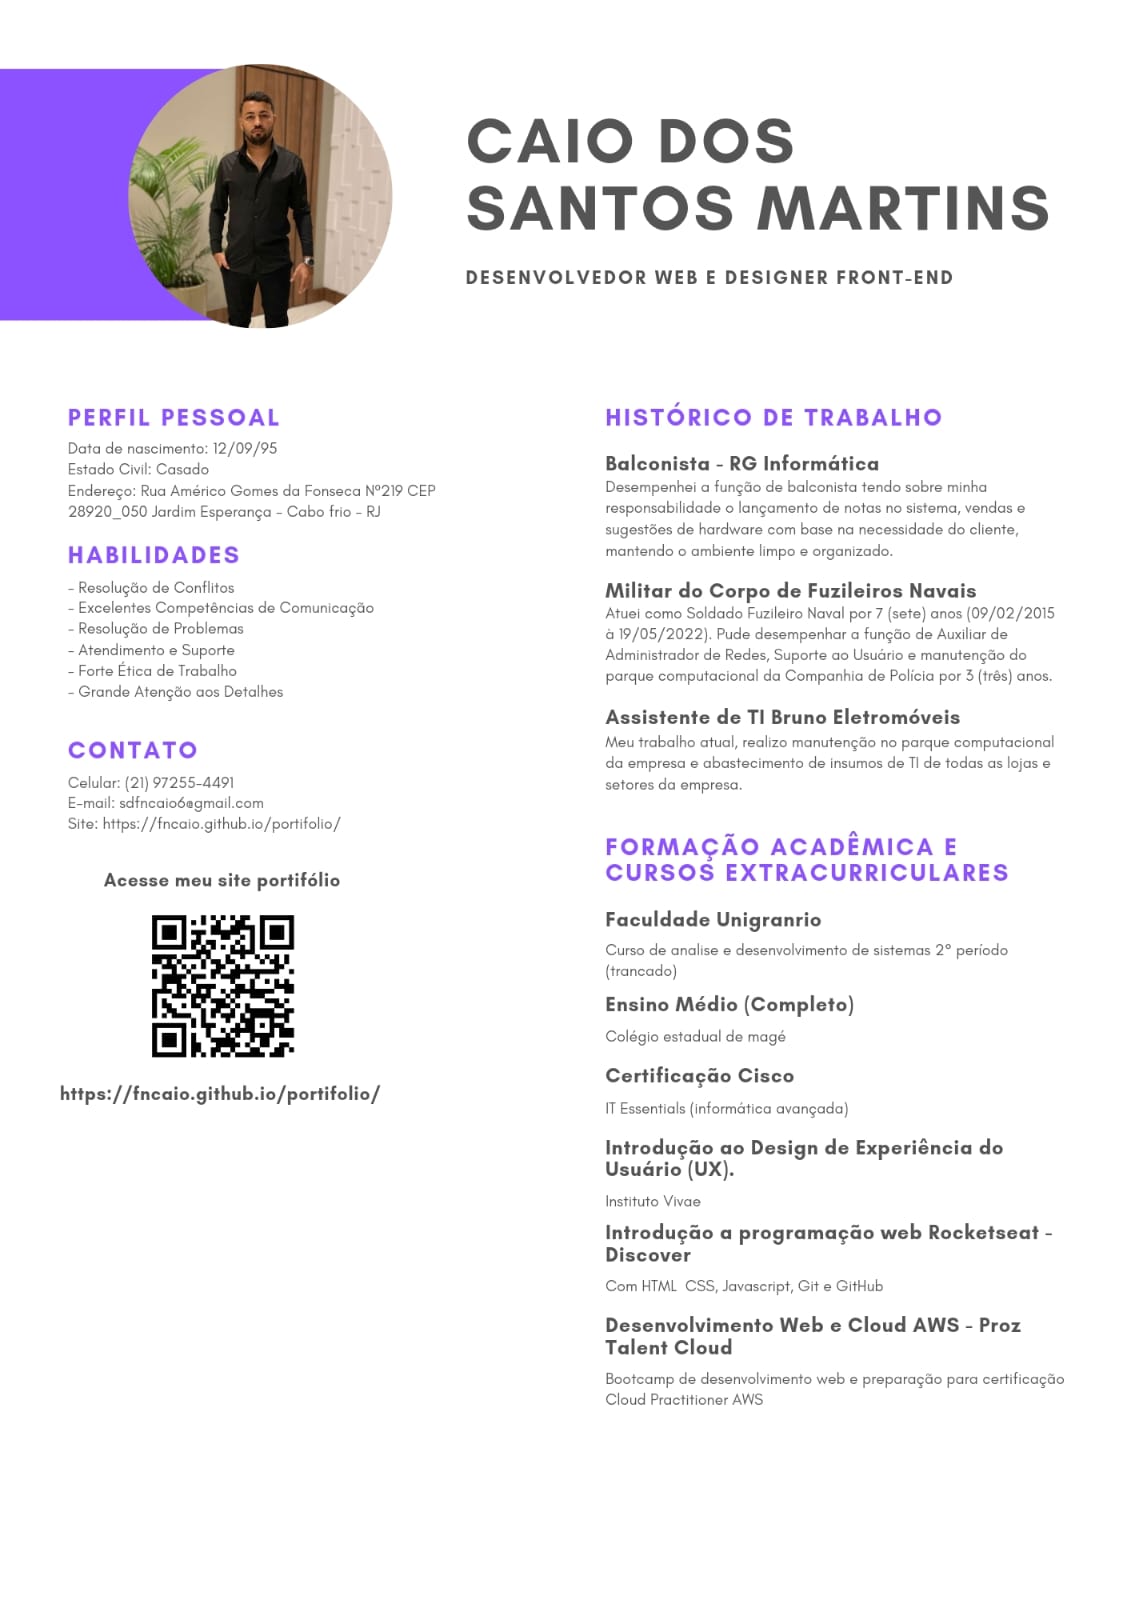 CAIO DOS
SANTOS MARTINS
DESENVOLVEDOR WEB E DESIGNER FRONT-END
PERFIL PESSOAL
Data de nascimento: 12/09/95
Estado Civil: Casado
Endereço: Rua Américo Gomes da Fonseca Nº219 CEP
28920_050 Jardim Esperança - Cabo frio - RJ
HABILIDADES
- Resolução de Conflitos
- Excelentes Competências de Comunicação
- Resolução de Problemas
- Atendimento e Suporte
- Forte Ética de Trabalho
- Grande Atenção aos Detalhes
CONTATO
Celular: (21) 97255-4491
E-mail: sdfncaio6@gmail.com
Site: https://fncaio.github.io/portifolio/
Acesse meu site portifólio
https://fncaio.github.io/portifolio/
HISTÓRICO DE TRABALHO
Balconista - RG Informática
Desempenhei a função de balconista tendo sobre minha
responsabilidade o lançamento de notas no sistema, vendas e
sugestões de hardware com base na necessidade do cliente,
mantendo o ambiente limpo e organizado.
Militar do Corpo de Fuzileiros Navais
Atuei como Soldado Fuzileiro Naval por 7 (sete) anos (09/02/2015
à 19/05/2022). Pude desempenhar a função de Auxiliar de
Administrador de Redes, Suporte ao Usuário e manutenção do
parque computacional da Companhia de Polícia por 3 (três) anos.
Assistente de TI Bruno Eletromóveis
Meu trabalho atual, realizo manutenção no parque computacional
da empresa e abastecimento de insumos de TI de todas as lojas e
setores da empresa.
FORMAÇÃO ACADÊMICA E
CURSOS EXTRACURRICULARES
Faculdade Unigranrio
Curso de analise e desenvolvimento de sistemas 2° período
(trancado)
Ensino Médio (Completo)
Colégio estadual de magé
Certificação Cisco
IT Essentials (informática avançada)
Introdução ao Design de Experiência do
Usuário (UX).
Instituto Vivae
Introdução a programação web Rocketseat -
Discover
Com HTML  CSS, Javascript, Git e GitHub
Desenvolvimento Web e Cloud AWS - Proz
Talent Cloud
Bootcamp de desenvolvimento web e preparação para certificação
Cloud Practitioner AWS